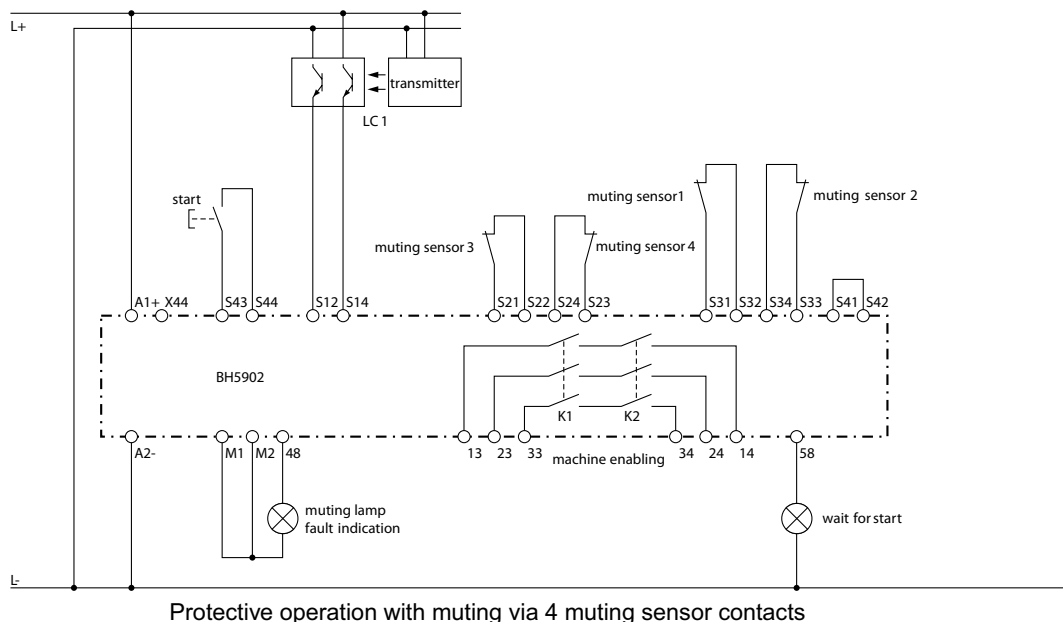 L+
transmitter
LC 1
start
muting sensor1
muting sensor 2
muting sensor 3
muting sensor 4
A1+ X44 S43 S44 S12 S14 S21 S22 S24 S23 S31 S32 S34 S33 S41 S42
BH5902
K1 K2
A2- M1 M2 48 13 23 33 machine enabling 34 24 14 58
muting lamp
fault indication
wait for start
L-
Protective operation with muting via 4 muting sensor contacts